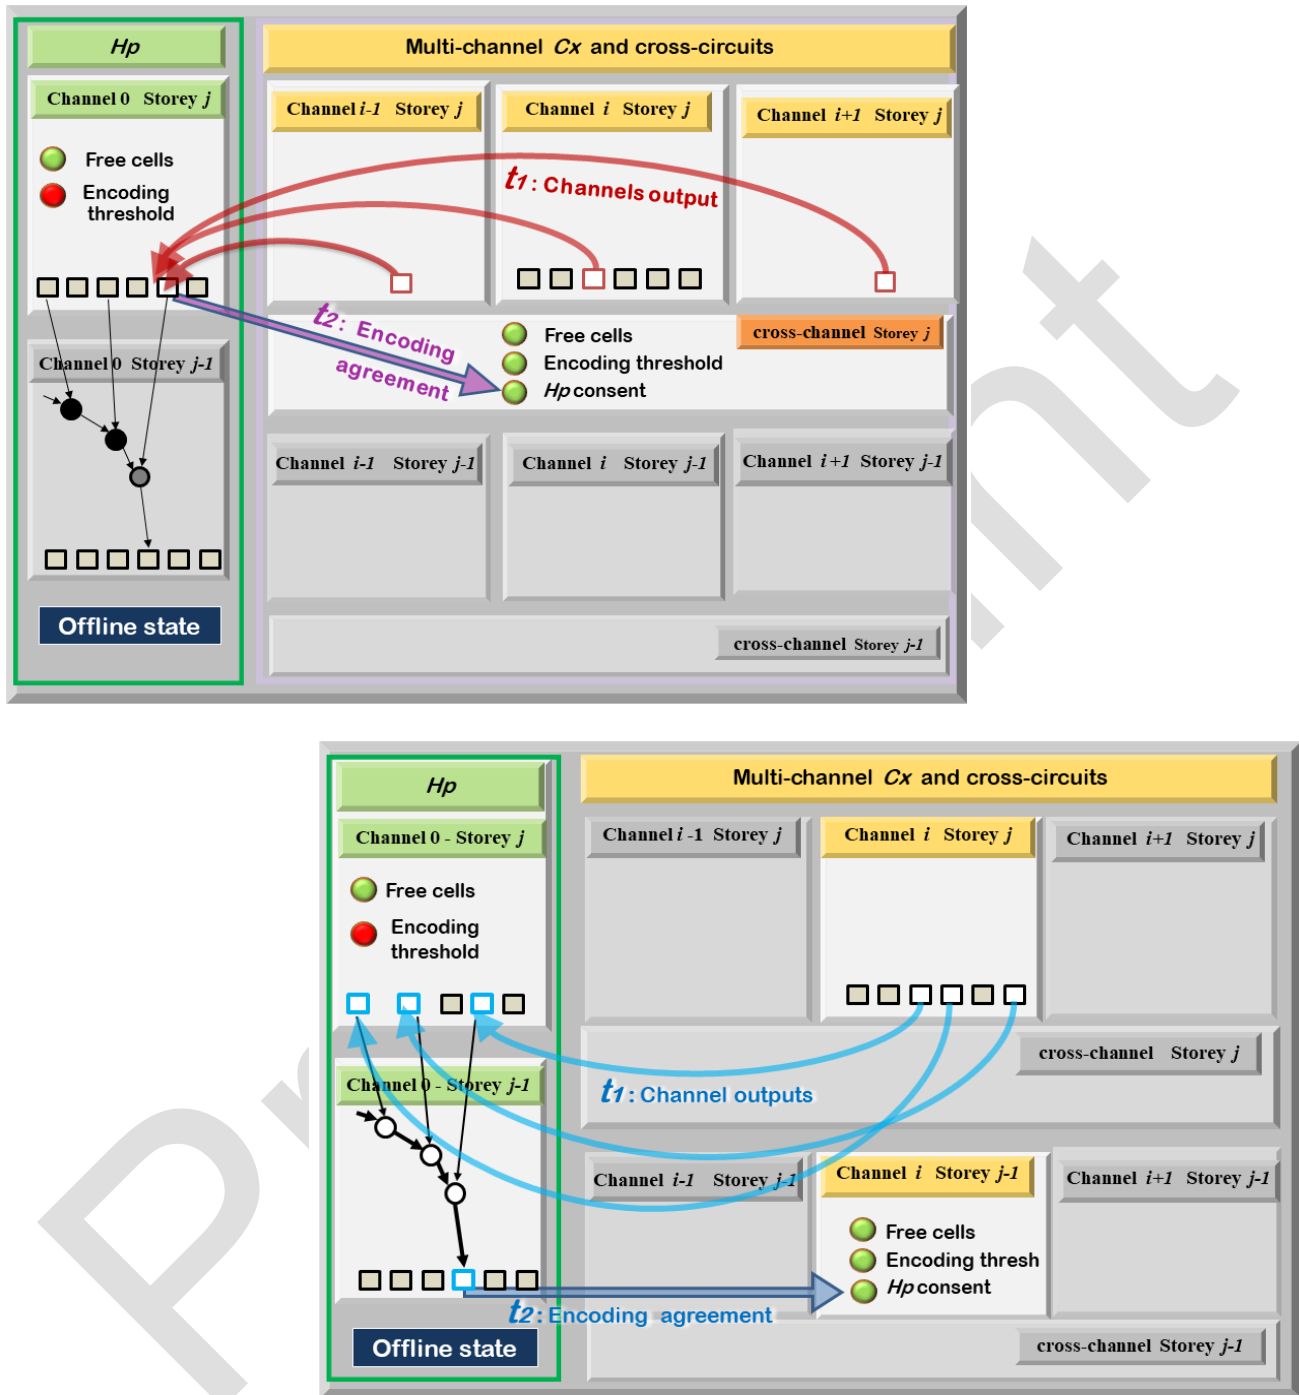 Hp
Multi-channel Cx and cross-circuits
Channel 0 Storey j
Channel i-1 Storey j
Channel i Storey j
Channel i+1 Storey j
Free cells
Encoding
threshold
t1: Channels output
t2: Encoding
agreement
Free cells
Encoding threshold
Hp consent
cross-channel Storey j
Channel 0 Storey j-1
Channel i-1 Storey j-1
Channel i Storey j-1
Channel i+1 Storey j-1
Offline state
cross-channel Storey j-1
Hp
Multi-channel Cx and cross-circuits
Channel 0 - Storey j
Channel i -1 Storey j
Channel i Storey j
Channel i+1 Storey j
Free cells
Encoding
threshold
cross-channel Storey j
Channel 0 - Storey j-1
t1: Channel outputs
Channel i-1 Storey j-1
Channel i Storey j-1
Channel i+1 Storey j-1
Free cells
Encoding thresh
Hp consent
t2: Encoding agreement
Offline state
cross-channel Storey j-1